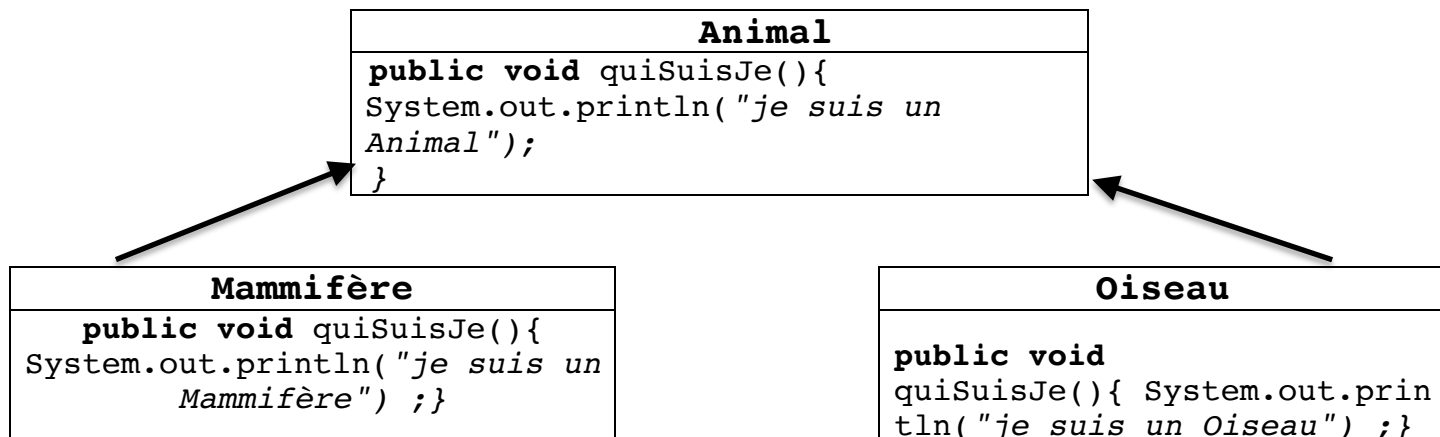 Animal
public void quiSuisJe(){
System.out.println("je suis un
Animal");
}
Mammifère
public void quiSuisJe(){
System.out.println("je suis un
Mammifère") ;}
Oiseau
public void
quiSuisJe(){ System.out.prin
tln("je suis un Oiseau") ;}